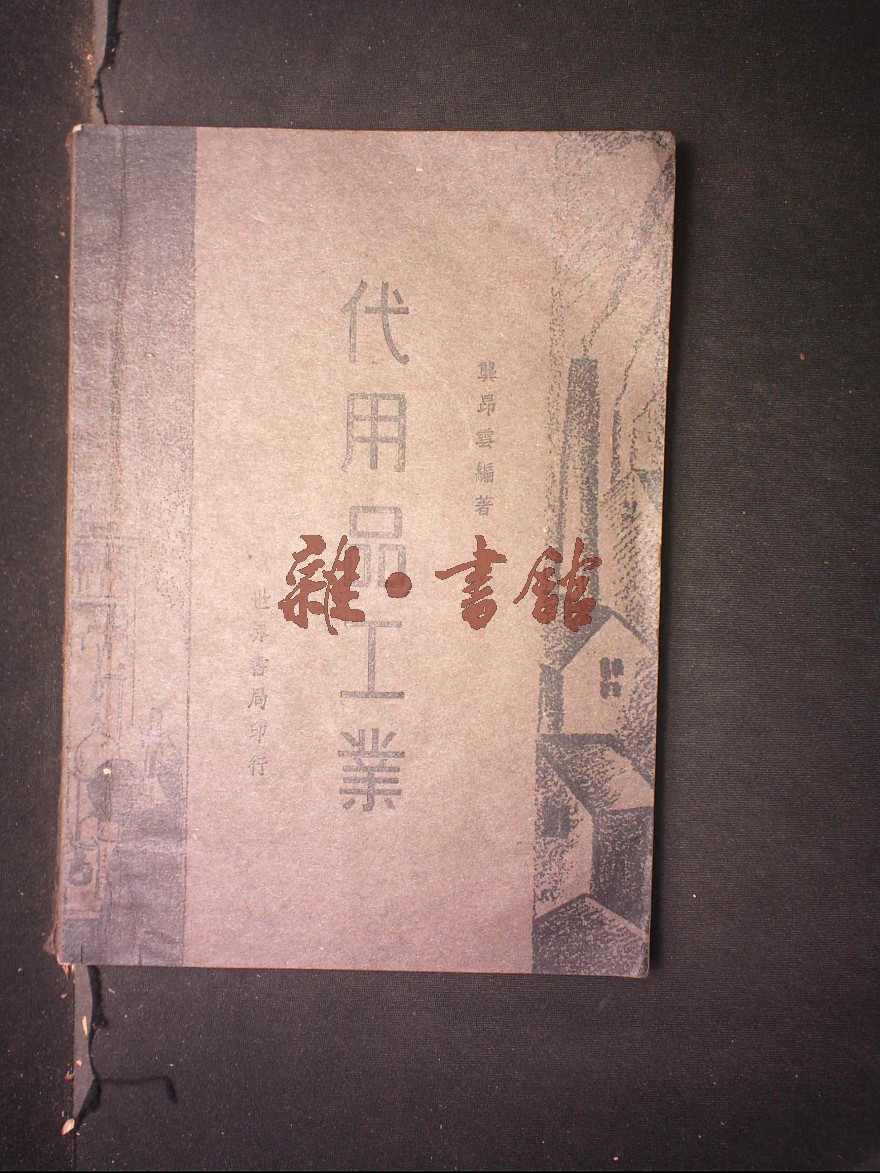 龔昂雲編著
代用品工業
世界書局印行
雜·書館